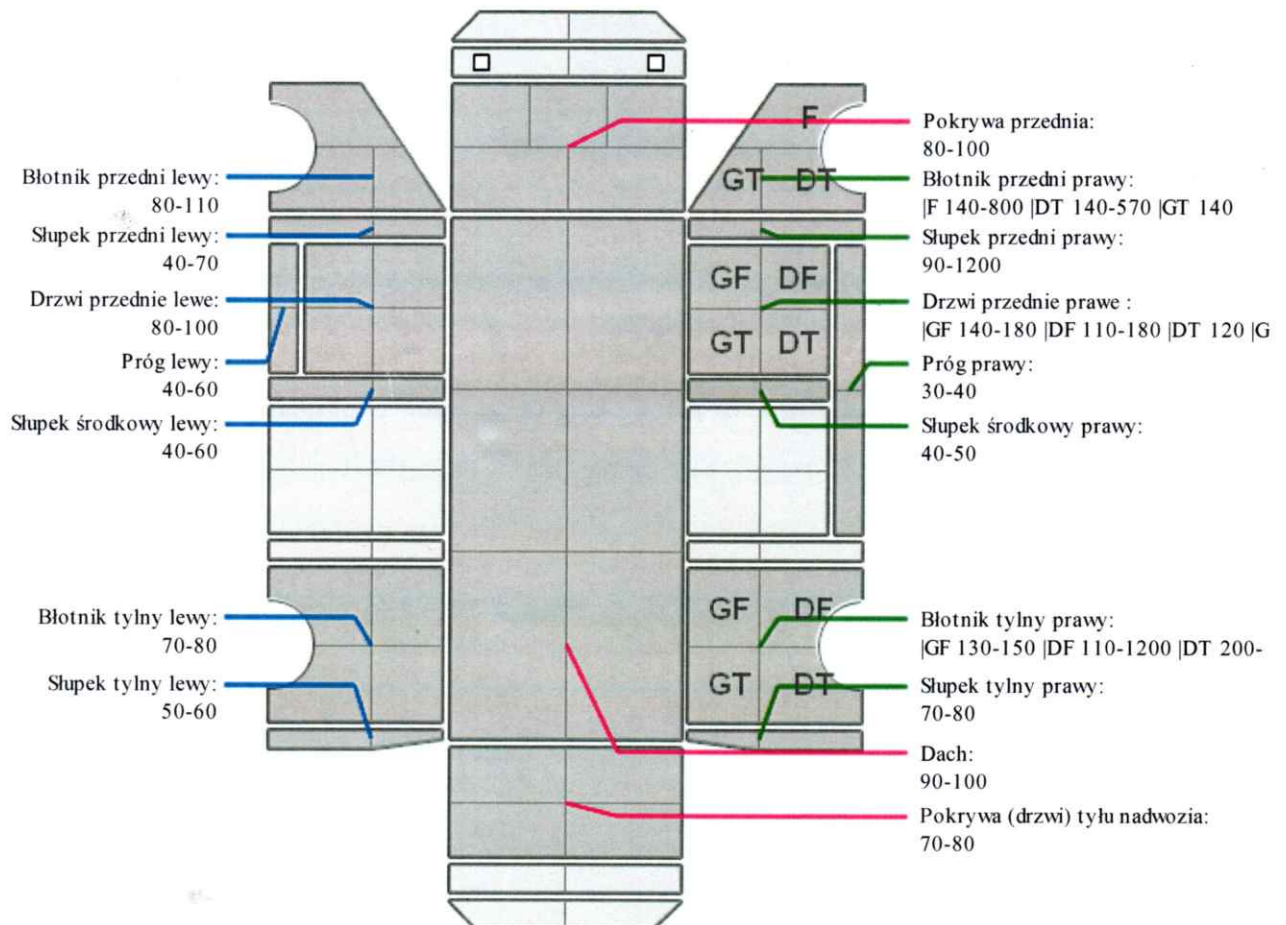 Błotnik przedni lewy:
80-110
Słupek przedni lewy:
40-70
Drzwi przednie lewe:
80-100
Próg lewy:
40-60
Słupek środkowy lewy:
40-60
Błotnik tylny lewy:
70-80
Słupek tylny lewy:
50-60
F
GT DT
GF DF
GT DT
GF DF
GT DT
Pokrywa przednia:
80-100
Błotnik przedni prawy:
|F 140-800 |DT 140-570 |GT 140
Słupek przedni prawy:
90-1200
Drzwi przednie prawe :
|GF 140-180 |DF 110-180 |DT 120 |G
Próg prawy:
30-40
Słupek środkowy prawy:
40-50
Błotnik tylny prawy:
|GF 130-150 |DF 110-1200 |DT 200-
Słupek tylny prawy:
70-80
Dach:
90-100
Pokrywa (drzwi) tyłu nadwozia:
70-80